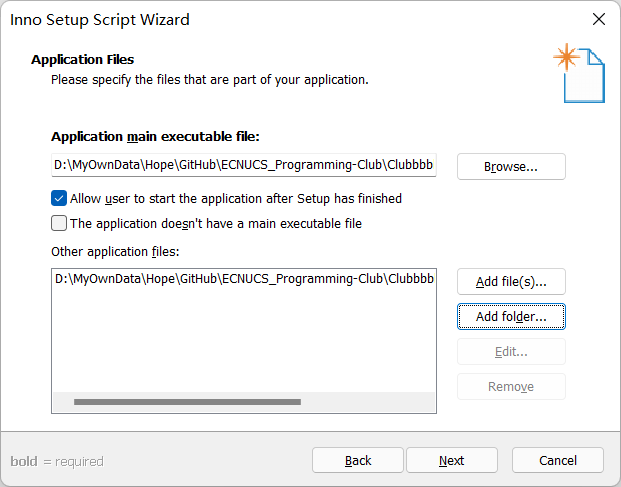 Inno Setup Script Wizard
Application Files
Please specify the files that are part of your application.
Application main executable file:
D:\MyOwnData\Hope\GitHub\ECNUCS_Programming-Club\Clubbbb
Browse...
Allow user to start the application after Setup has finished
The application doesn't have a main executable file
Other application files:
D:\MyOwnData\Hope\GitHub\ECNUCS_Programming-Club\Clubbbb
Add file(s)...
Add folder...
Edit...
Remove
bold = required
Back
Next
Cancel